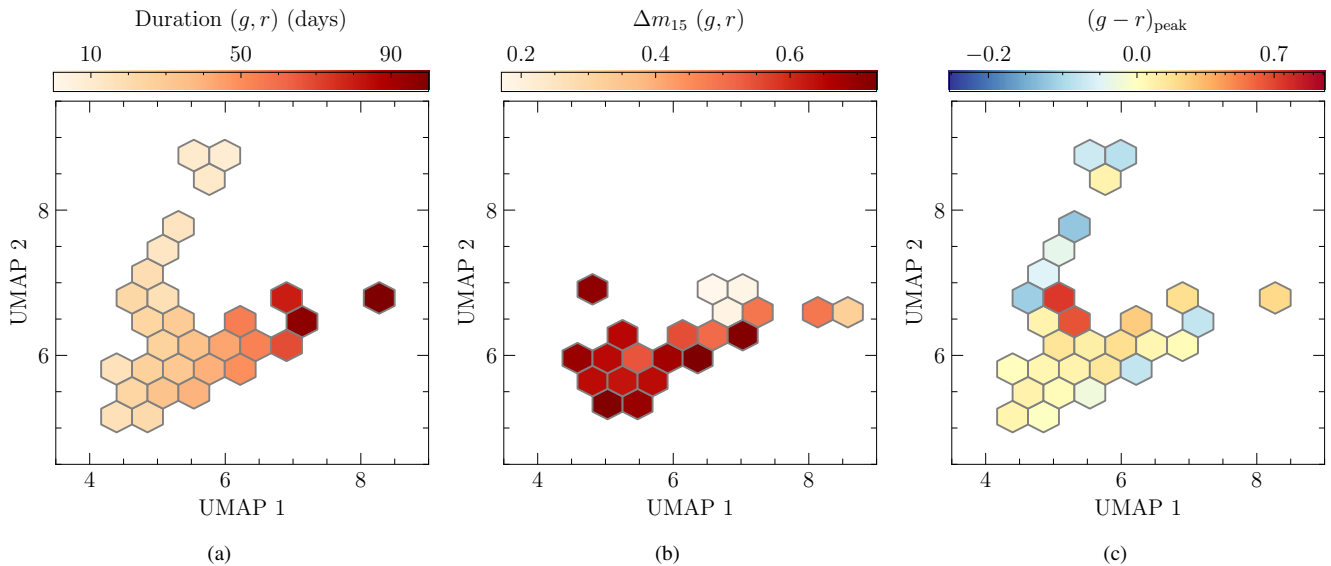 Duration (g, r) (days)
10 50 90
8
6
4 6 8
UMAP 2
UMAP 1
(a)
Δm₁₅ (g, r)
0.2 0.4 0.6
8
6
4 6 8
UMAP 2
UMAP 1
(b)
(g − r)peak
−0.2 0.0 0.7
8
6
4 6 8
UMAP 2
UMAP 1
(c)